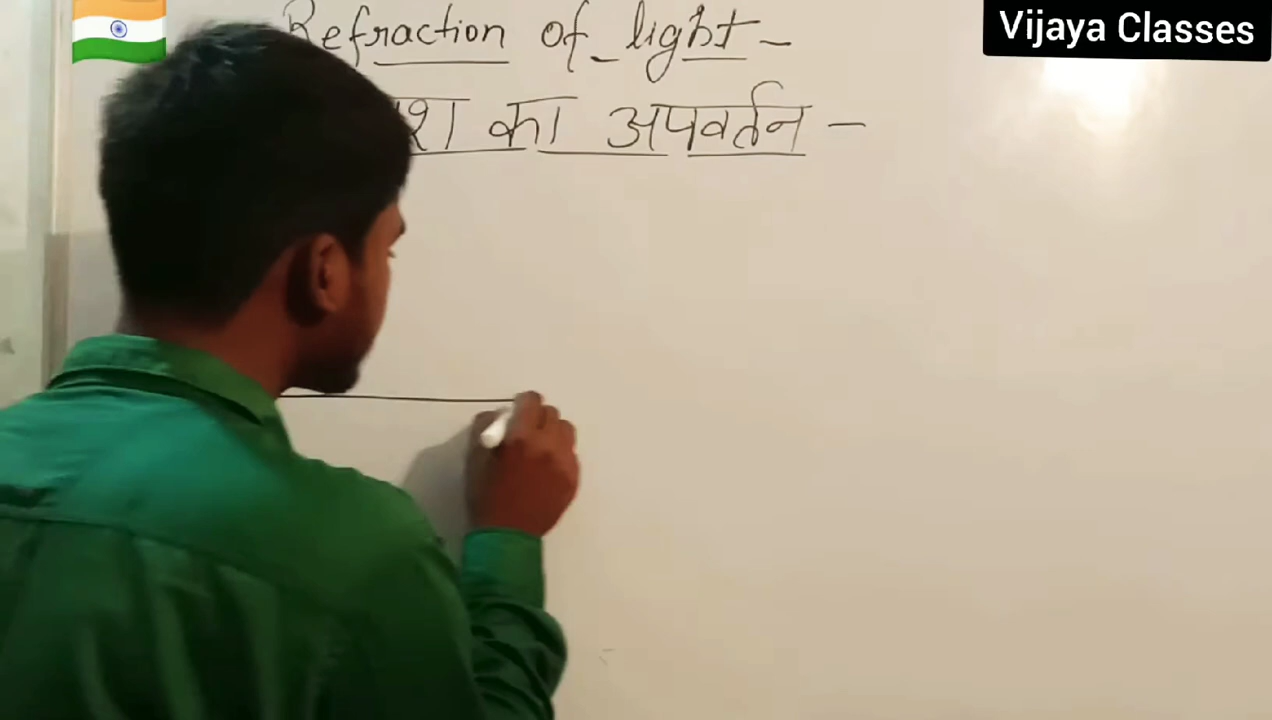 Vijaya Classes
Refraction of light -
का अपवर्तन -